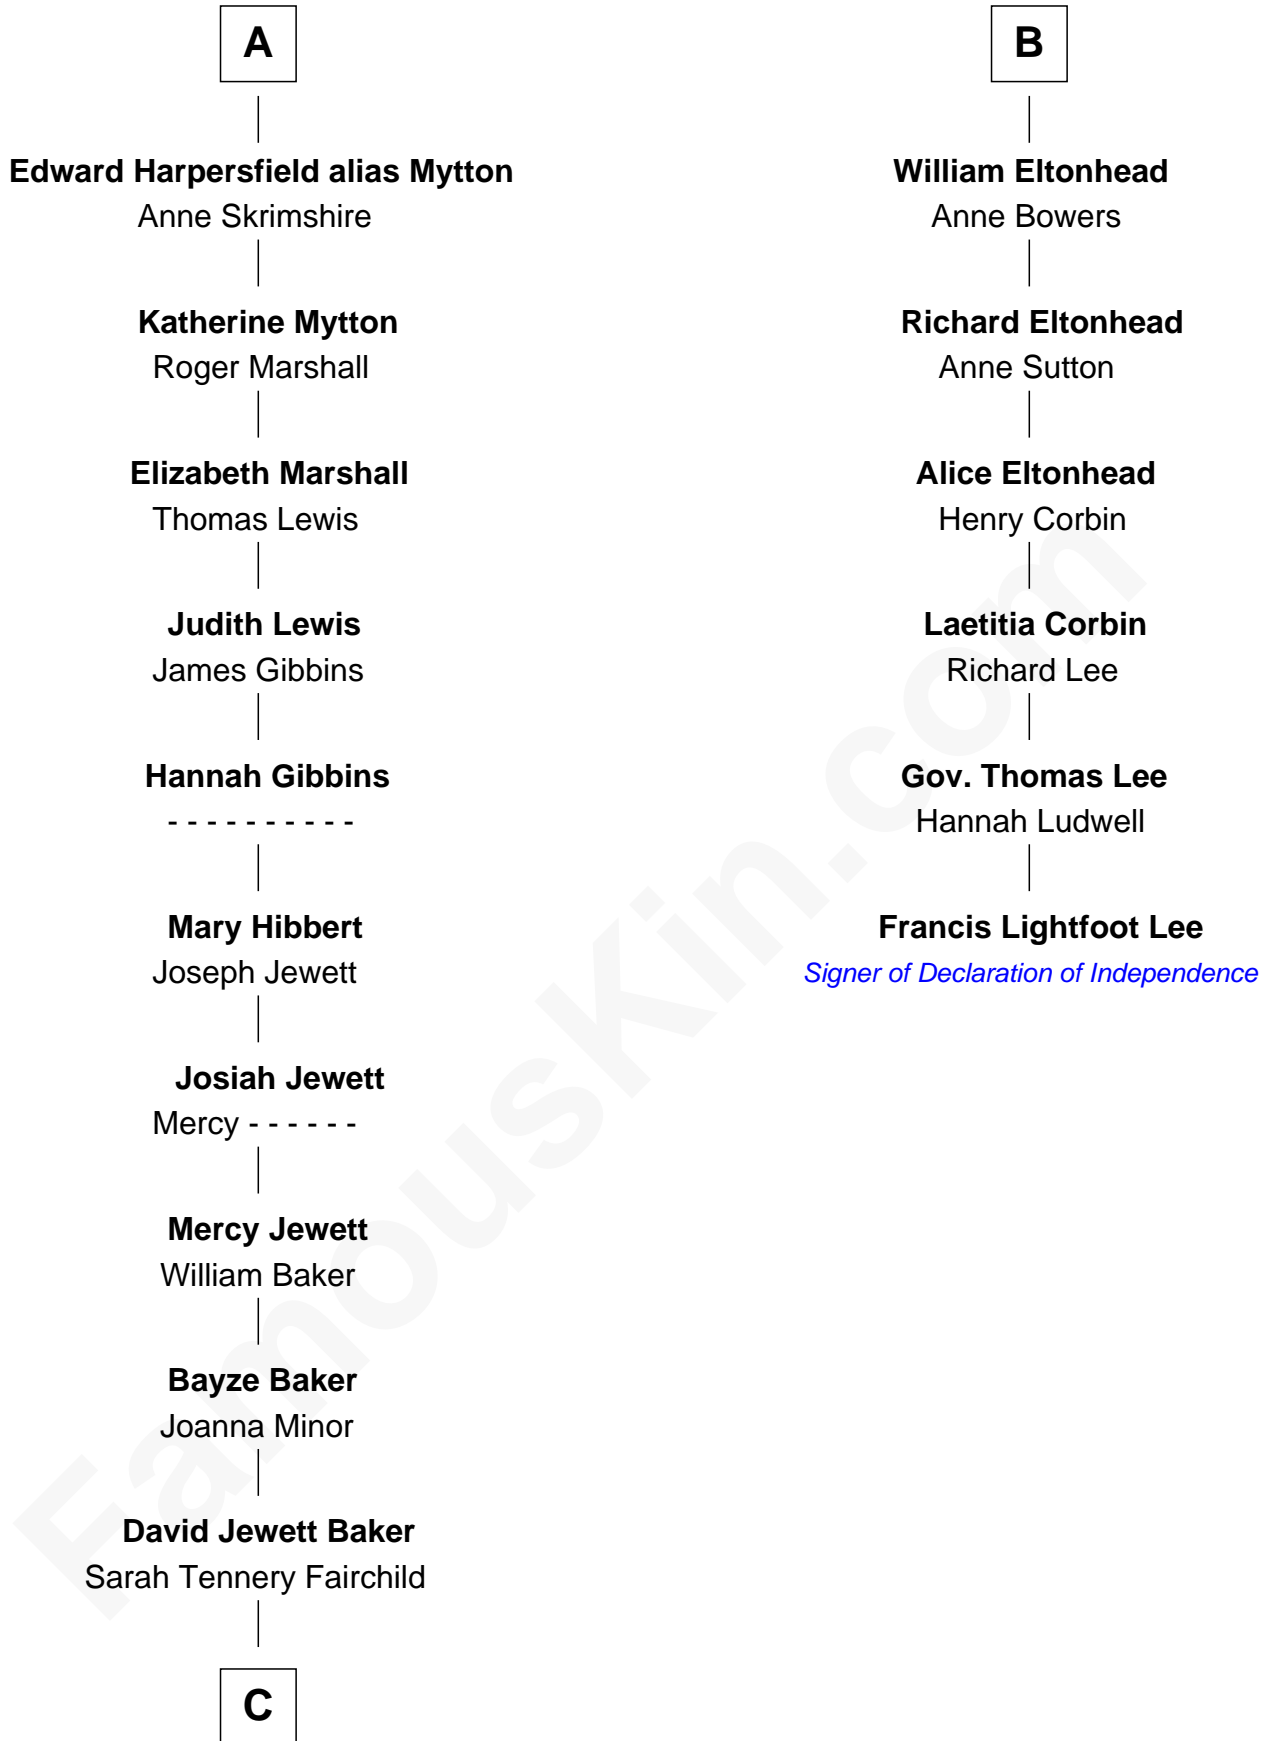 A
Edward Harpersfield alias Mytton
Anne Skrimshire
Katherine Mytton
Roger Marshall
Elizabeth Marshall
Thomas Lewis
Judith Lewis
James Gibbins
Hannah Gibbins
- - - - - - - - - -
Mary Hibbert
Joseph Jewett
Josiah Jewett
Mercy - - - - - -
Mercy Jewett
William Baker
Bayze Baker
Joanna Minor
David Jewett Baker
Sarah Tennery Fairchild
C
B
William Eltonhead
Anne Bowers
Richard Eltonhead
Anne Sutton
Alice Eltonhead
Henry Corbin
Laetitia Corbin
Richard Lee
Gov. Thomas Lee
Hannah Ludwell
Francis Lightfoot Lee
Signer of Declaration of Independence
FamousKin.com